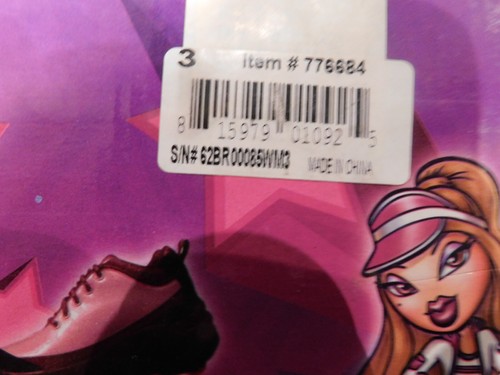 3 Item # 776684
8 15979 01092 5
S/N# 62BR00085WM3 MADE IN CHINA